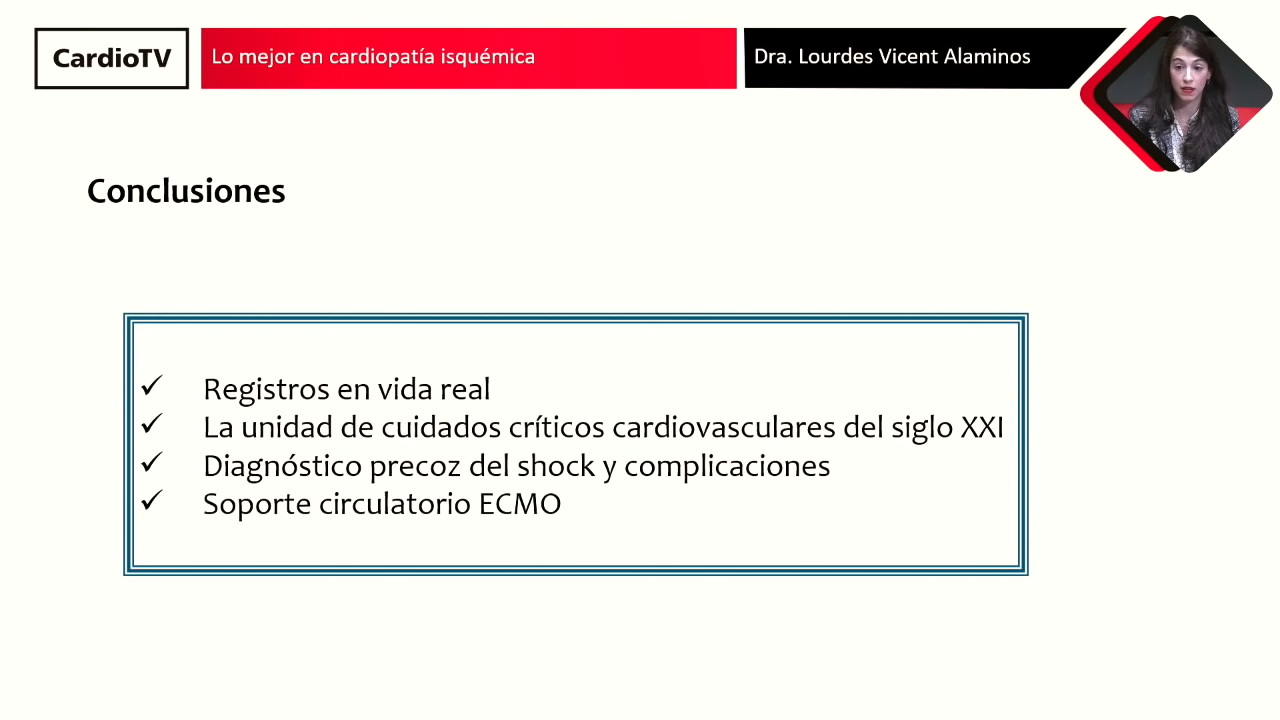 CardioTV
Lo mejor en cardiopatía isquémica
Dra. Lourdes Vicent Alaminos
Conclusiones
✓ Registros en vida real
✓ La unidad de cuidados críticos cardiovasculares del siglo XXI
✓ Diagnóstico precoz del shock y complicaciones
✓ Soporte circulatorio ECMO